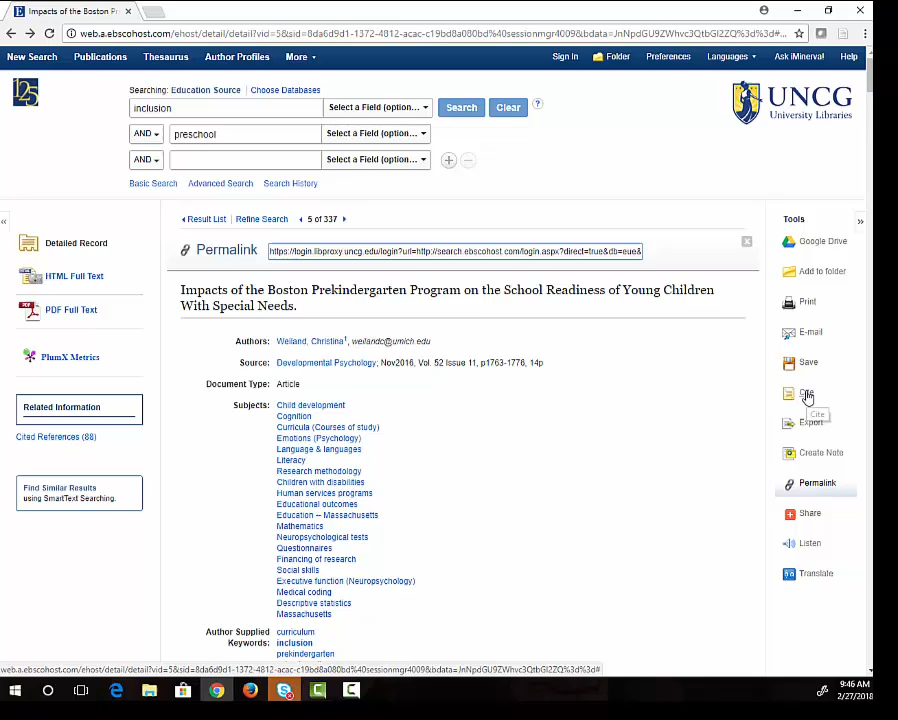 Impacts of the Boston Pr
web.a.ebscohost.com/ehost/detail/detail?vid=5&sid=8da6d9d1-1372-4812-acac-c19bd8a080bd%40sessionmgr4009&bdata=JnNpdGU9ZWhvc3QtbGl2ZQ%3d%3d#...
New Search Publications Thesaurus Author Profiles More Sign In Folder Preferences Languages Ask iMinerva! Help
Searching: Education Source Choose Databases
inclusion Select a Field (option... Search Clear ?
AND preschool Select a Field (option...
AND Select a Field (option...
Basic Search Advanced Search Search History
125
UNCG
University Libraries
« Result List Refine Search 5 of 337 Tools »
Detailed Record
HTML Full Text
PDF Full Text
PlumX Metrics
Related Information
Cited References (88)
Find Similar Results
using SmartText Searching.
Permalink https://login.libproxy.uncg.edu/login?url=http://search.ebscohost.com/login.aspx?direct=true&db=eue&
Impacts of the Boston Prekindergarten Program on the School Readiness of Young Children
With Special Needs.
Authors: Weiland, Christina1, weilandc@umich.edu
Source: Developmental Psychology; Nov2016, Vol. 52 Issue 11, p1763-1776, 14p
Document Type: Article
Subjects: Child development
Cognition
Curricula (Courses of study)
Emotions (Psychology)
Language & languages
Literacy
Research methodology
Children with disabilities
Human services programs
Educational outcomes
Education -- Massachusetts
Mathematics
Neuropsychological tests
Questionnaires
Financing of research
Social skills
Executive function (Neuropsychology)
Medical coding
Descriptive statistics
Massachusetts
Author Supplied curriculum
Keywords: inclusion
prekindergarten
Google Drive
Add to folder
Print
E-mail
Save
Cite
Cite
Export
Create Note
Permalink
Share
Listen
Translate
web.a.ebscohost.com/ehost/detail/detail?vid=5&sid=8da6d9d1-1372-4812-acac-c19bd8a080bd%40sessionmgr4009&bdata=JnNpdGU9ZWhvc3QtbGl2ZQ%3d%3d#
9:46 AM
2/27/2018